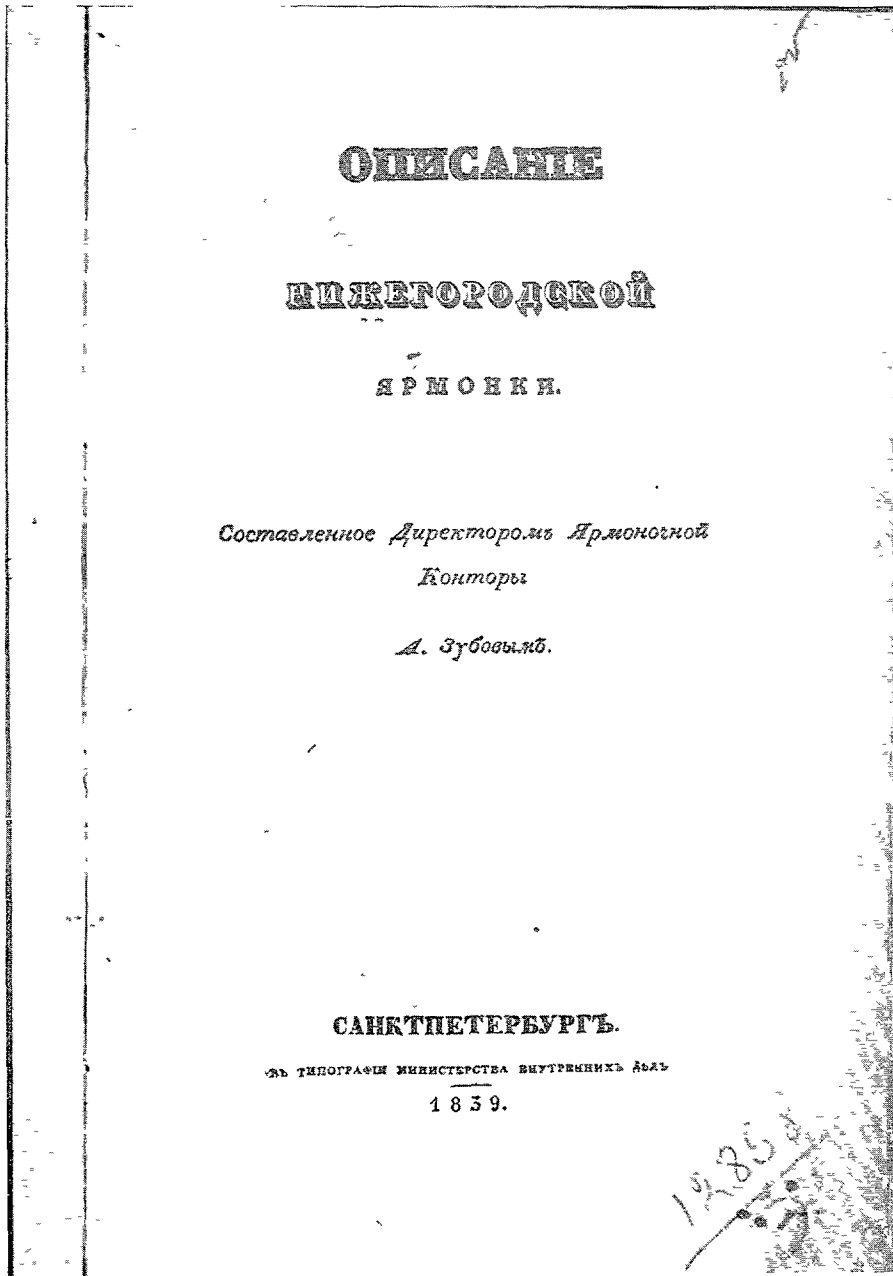 ОПИСАНІЕ
НИЖЕГОРОДСКОЙ
ЯРМОНКИ.
Составленное Директоромъ Ярмоночной
Конторы
А. Зубовымъ.
САНКТПЕТЕРБУРГЪ.
ВЪ ТИПОГРАФІИ МИНИСТЕРСТВА ВНУТРЕННИХЪ ДѢЛЪ
1839.